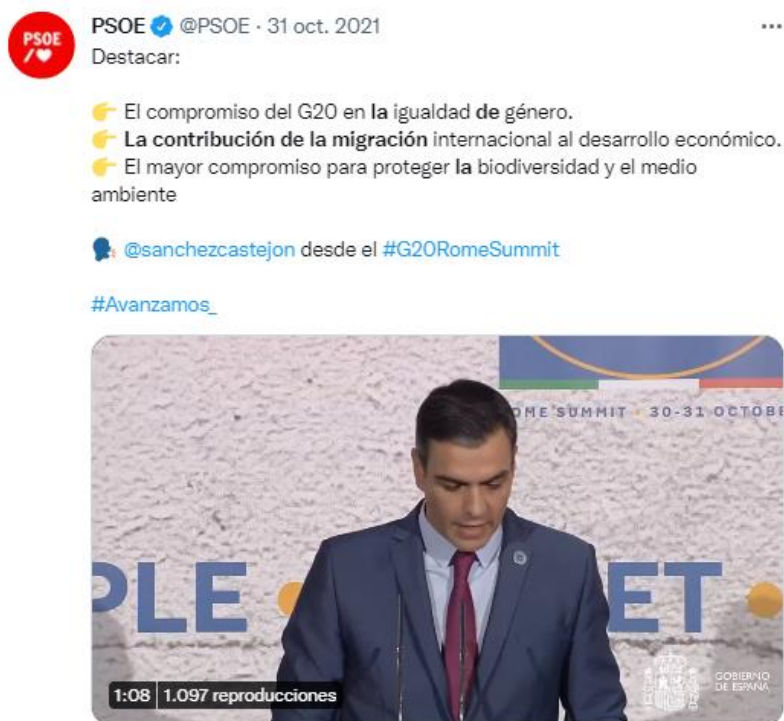 PSOE
PSOE @PSOE · 31 oct. 2021
Destacar:
El compromiso del G20 en la igualdad de género.
La contribución de la migración internacional al desarrollo económico.
El mayor compromiso para proteger la biodiversidad y el medio
ambiente
@sanchezcastejon desde el #G20RomeSummit
#Avanzamos_
OME SUMMIT · 30-31 OCTOBE
PLE · ET ·
GOBIERNO
DE ESPAÑA
1:08 1.097 reproducciones